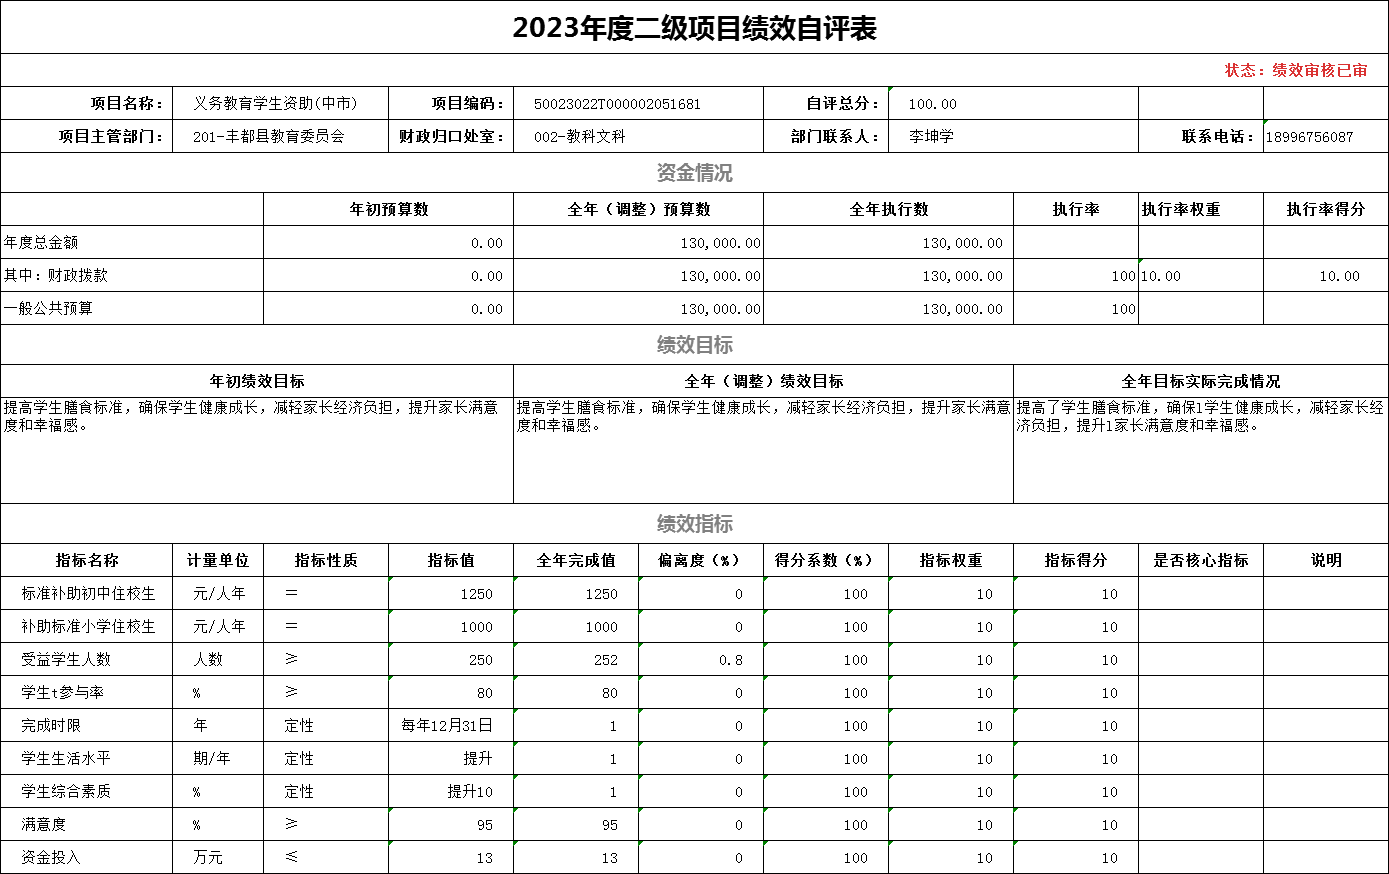 2023年度二级项目绩效自评表
状态：绩效审核已审
项目名称： 义务教育学生资助(中市) 项目编码： 50023022T000002051681 自评总分： 100.00
项目主管部门： 201-丰都县教育委员会 财政归口处室： 002-教科文科 部门联系人： 李坤学 联系电话： 18996756087
资金情况
年初预算数 全年（调整）预算数 全年执行数 执行率 执行率权重 执行率得分
年度总金额 0.00 130,000.00 130,000.00
其中：财政拨款 0.00 130,000.00 130,000.00 100 10.00 10.00
一般公共预算 0.00 130,000.00 130,000.00 100
绩效目标
年初绩效目标 全年（调整）绩效目标 全年目标实际完成情况
提高学生膳食标准，确保学生健康成长，减轻家长经济负担，提升家长满意
度和幸福感。
提高学生膳食标准，确保学生健康成长，减轻家长经济负担，提升家长满意
度和幸福感。
提高了学生膳食标准，确保1学生健康成长，减轻家长经
济负担，提升1家长满意度和幸福感。
绩效指标
指标名称 计量单位 指标性质 指标值 全年完成值 偏离度（%） 得分系数（%） 指标权重 指标得分 是否核心指标 说明
标准补助初中住校生 元/人年 ＝ 1250 1250 0 100 10 10
补助标准小学住校生 元/人年 ＝ 1000 1000 0 100 10 10
受益学生人数 人数 ≥ 250 252 0.8 100 10 10
学生t参与率 % ≥ 80 80 0 100 10 10
完成时限 年 定性 每年12月31日 1 0 100 10 10
学生生活水平 期/年 定性 提升 1 0 100 10 10
学生综合素质 % 定性 提升10 1 0 100 10 10
满意度 % ≥ 95 95 0 100 10 10
资金投入 万元 ≤ 13 13 0 100 10 10